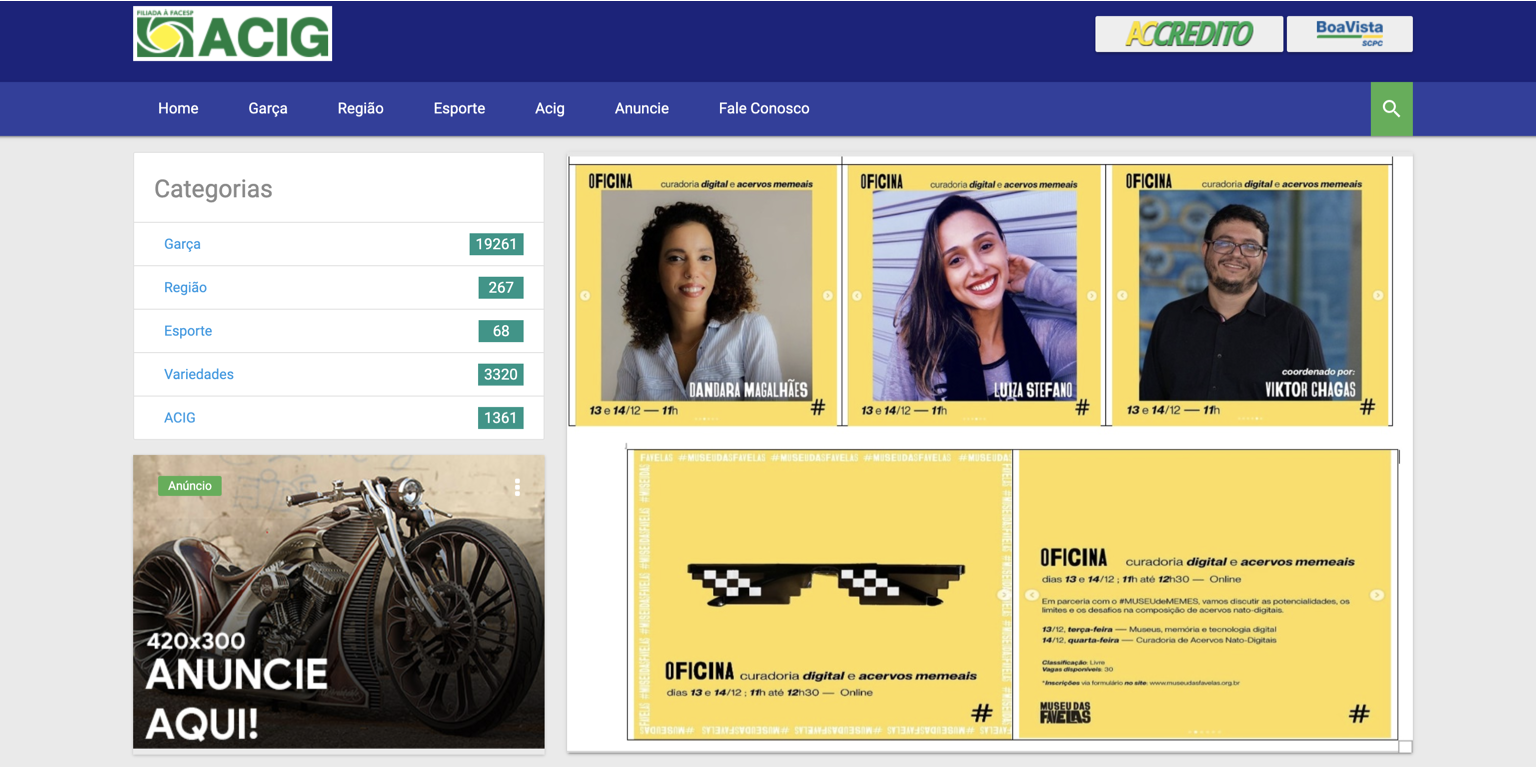 FILIADA À FACESP
ACIG
ACCREDITO
BoaVista
SCPC
Home
Garça
Região
Esporte
Acig
Anuncie
Fale Conosco
Categorias
Garça 19261
Região 267
Esporte 68
Variedades 3320
ACIG 1361
Anúncio
420x300
ANUNCIE
AQUI!
OFICINA curadoria digital e acervos memeais
DANDARA MAGALHÃES
13 e 14/12 — 11h #
OFICINA curadoria digital e acervos memeais
LUIZA STEFANO
13 e 14/12 — 11h #
OFICINA curadoria digital e acervos memeais
coordenado por:
VIKTOR CHAGAS
13 e 14/12 — 11h #
FAVELAS #MUSEUDASFAVELAS #MUSEUDASFAVELAS #MUSEUDASFAVELAS #MUSEUDA
OFICINA curadoria digital e acervos memeais
dias 13 e 14/12 ; 11h até 12h30 — Online
#
OFICINA curadoria digital e acervos memeais
dias 13 e 14/12 ; 11h até 12h30 — Online
Em parceria com o #MUSEUdeMEMES, vamos discutir as potencialidades, os
limites e os desafios na composição de acervos nato-digitais.
13/12, terça-feira — Museus, memória e tecnologia digital
14/12, quarta-feira — Curadoria de Acervos Nato-Digitais
Classificação: Livre
Vagas disponíveis: 30
*Inscrições via formulário no site: www.museudasfavelas.org.br
MUSEU DAS
FAVELAS
#